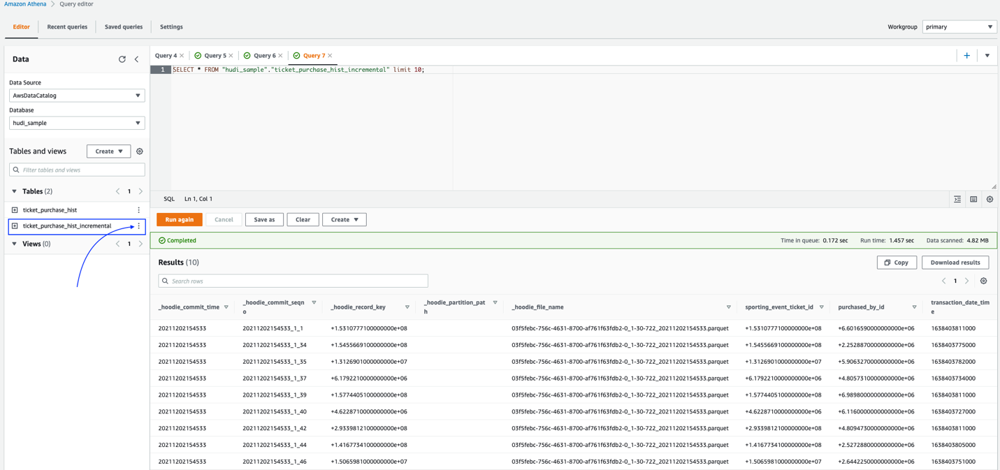 Amazon Athena > Query editor
Editor Recent queries Saved queries Settings Workgroup primary
Data
Data Source
AwsDataCatalog
Database
hudi_sample
Tables and views Create
Filter tables and views
Tables (2) 1
ticket_purchase_hist
ticket_purchase_hist_incremental
Views (0) 1
Query 4 Query 5 Query 6 Query 7
1 SELECT * FROM "hudi_sample"."ticket_purchase_hist_incremental" limit 10;
SQL Ln 1, Col 1
Run again Cancel Save as Clear Create
Completed Time in queue: 0.172 sec Run time: 1.457 sec Data scanned: 4.82 MB
Results (10) Copy Download results
Search rows 1
_hoodie_commit_time _hoodie_commit_seqno _hoodie_record_key _hoodie_partition_path _hoodie_file_name sporting_event_ticket_id purchased_by_id transaction_date_time
20211202154533 20211202154533_1_1 +1.5310777100000000e+08 03f5febc-756c-4631-8700-af761f63fdb2-0_1-30-722_20211202154533.parquet +1.5310777100000000e+08 +6.6016590000000000e+06 1638403811000
20211202154533 20211202154533_1_34 +1.5455669100000000e+08 03f5febc-756c-4631-8700-af761f63fdb2-0_1-30-722_20211202154533.parquet +1.5455669100000000e+08 +2.2528870000000000e+06 1638403775000
20211202154533 20211202154533_1_35 +1.3126901000000000e+07 03f5febc-756c-4631-8700-af761f63fdb2-0_1-30-722_20211202154533.parquet +1.3126901000000000e+07 +5.9063270000000000e+06 1638403782000
20211202154533 20211202154533_1_37 +6.1792210000000000e+06 03f5febc-756c-4631-8700-af761f63fdb2-0_1-30-722_20211202154533.parquet +6.1792210000000000e+06 +4.8057310000000000e+06 1638403734000
20211202154533 20211202154533_1_39 +1.5774405100000000e+08 03f5febc-756c-4631-8700-af761f63fdb2-0_1-30-722_20211202154533.parquet +1.5774405100000000e+08 +6.9898000000000000e+06 1638403811000
20211202154533 20211202154533_1_40 +4.6228710000000000e+06 03f5febc-756c-4631-8700-af761f63fdb2-0_1-30-722_20211202154533.parquet +4.6228710000000000e+06 +6.1160000000000000e+06 1638403727000
20211202154533 20211202154533_1_42 +2.9339812100000000e+08 03f5febc-756c-4631-8700-af761f63fdb2-0_1-30-722_20211202154533.parquet +2.9339812100000000e+08 +4.8094730000000000e+06 1638403811000
20211202154533 20211202154533_1_44 +1.4167734100000000e+08 03f5febc-756c-4631-8700-af761f63fdb2-0_1-30-722_20211202154533.parquet +1.4167734100000000e+08 +2.5272880000000000e+06 1638403805000
20211202154533 20211202154533_1_46 +1.5065981000000000e+07 03f5febc-756c-4631-8700-af761f63fdb2-0_1-30-722_20211202154533.parquet +1.5065981000000000e+07 +2.6442250000000000e+06 1638403751000